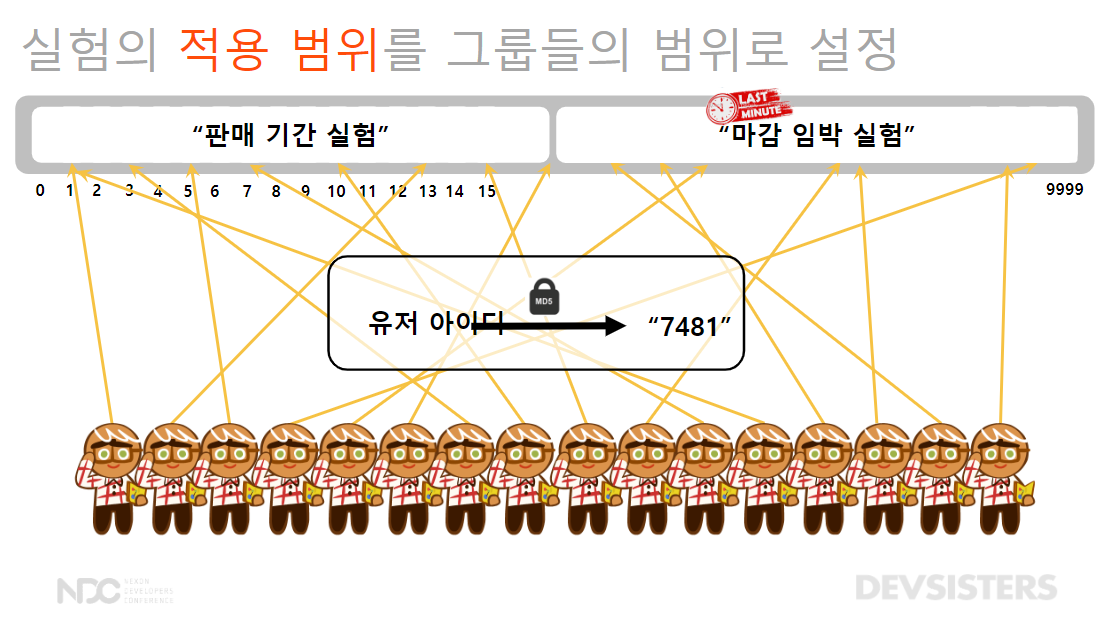 실험의 적용 범위를 그룹들의 범위로 설정
LAST
MINUTE
“판매 기간 실험” “마감 임박 실험”
0 1 2 3 4 5 6 7 8 9 10 11 12 13 14 15 9999
MD5
유저 아이디 “7481”
NDC NEXON
DEVELOPERS
CONFERENCE
DEVSISTERS